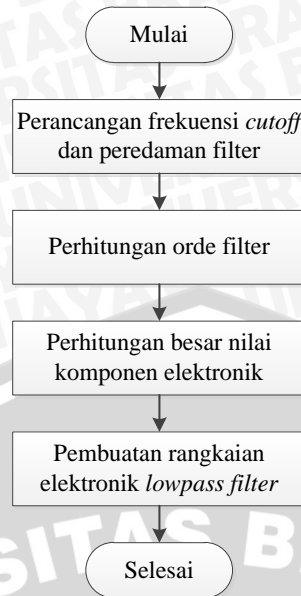 Mulai
Perancangan frekuensi cutoff
dan peredaman filter
Perhitungan orde filter
Perhitungan besar nilai
komponen elektronik
Pembuatan rangkaian
elektronik lowpass filter
SITAS B
Selesai